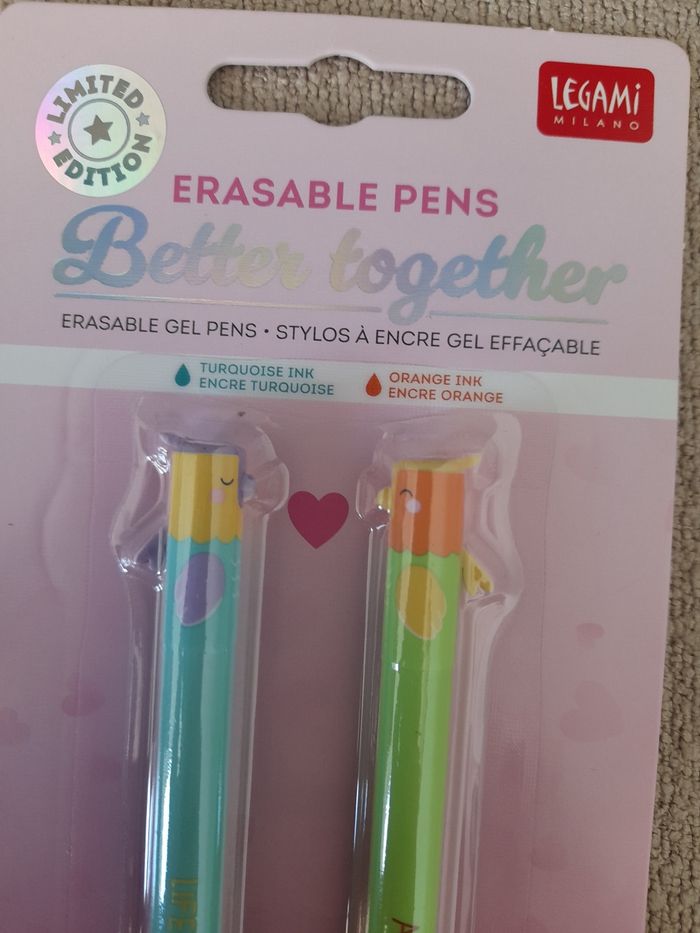 LIMITED
EDITION
LEGAMI
MILANO
ERASABLE PENS
Better together
ERASABLE GEL PENS • STYLOS À ENCRE GEL EFFAÇABLE
TURQUOISE INK
ENCRE TURQUOISE
ORANGE INK
ENCRE ORANGE